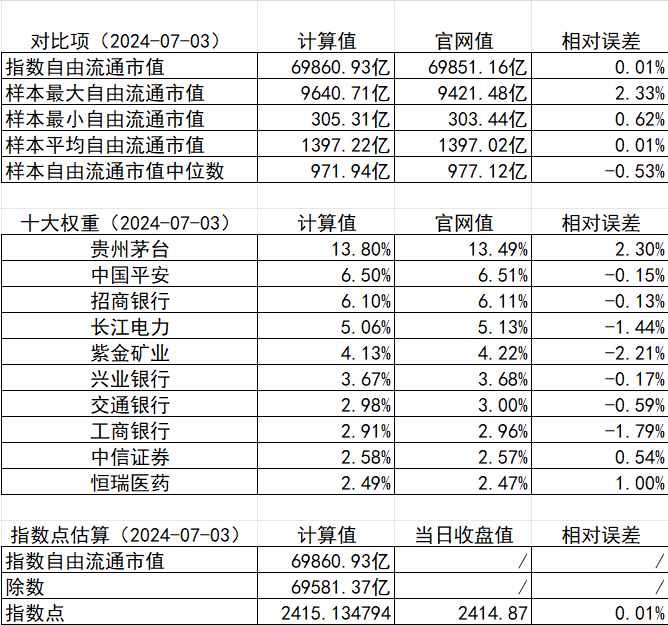 对比项（2024-07-03） 计算值 官网值 相对误差
指数自由流通市值 69860.93亿 69851.16亿 0.01%
样本最大自由流通市值 9640.71亿 9421.48亿 2.33%
样本最小自由流通市值 305.31亿 303.44亿 0.62%
样本平均自由流通市值 1397.22亿 1397.02亿 0.01%
样本自由流通市值中位数 971.94亿 977.12亿 -0.53%
十大权重（2024-07-03） 计算值 官网值 相对误差
贵州茅台 13.80% 13.49% 2.30%
中国平安 6.50% 6.51% -0.15%
招商银行 6.10% 6.11% -0.13%
长江电力 5.06% 5.13% -1.44%
紫金矿业 4.13% 4.22% -2.21%
兴业银行 3.67% 3.68% -0.17%
交通银行 2.98% 3.00% -0.59%
工商银行 2.91% 2.96% -1.79%
中信证券 2.58% 2.57% 0.54%
恒瑞医药 2.49% 2.47% 1.00%
指数点估算（2024-07-03） 计算值 当日收盘值 相对误差
指数自由流通市值 69860.93亿 / /
除数 69581.37亿 / /
指数点 2415.134794 2414.87 0.01%